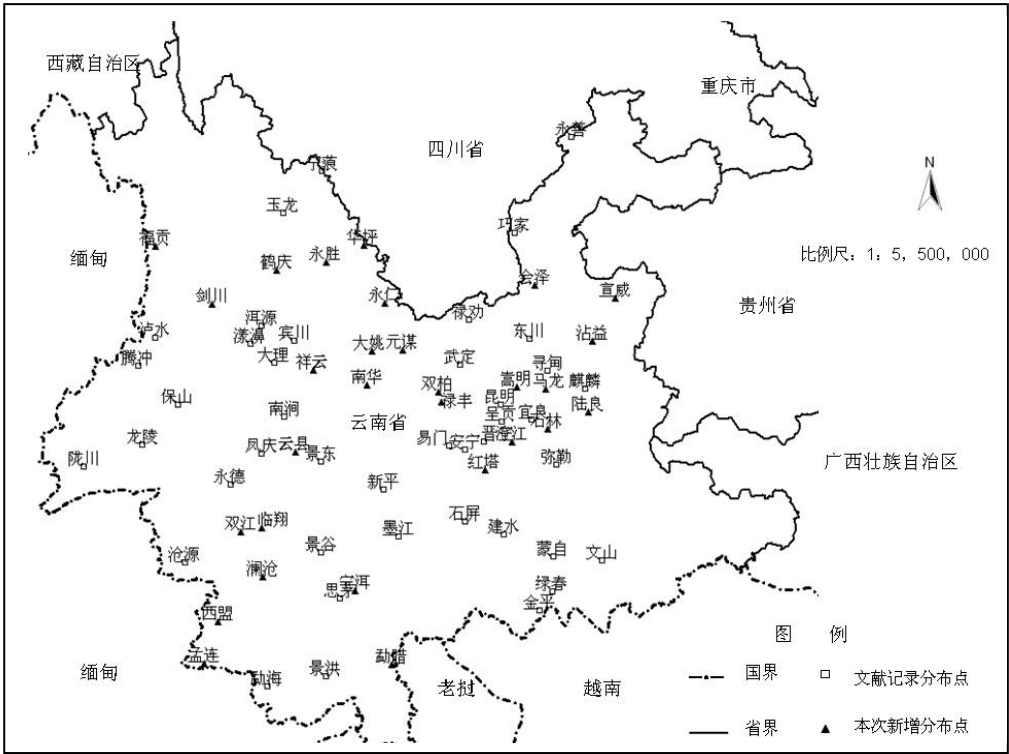 西藏自治区
重庆市
永善
四川省
宁蒗
N
玉龙
巧家
福贡
华坪
缅甸
永胜
比例尺：1：5，500，000
鹤庆
会泽
剑川
永仁
宣威
贵州省
洱源
禄劝
泸水
漾濞
宾川
东川
沾益
大姚
元谋
腾冲
大理
祥云
武定
寻甸
南华
双柏
嵩明
马龙
麒麟
保山
禄丰
昆明
陆良
南涧
云南省
呈贡
宜良
石林
龙陵
易门
安宁
晋
澄江
凤庆
云县
景东
陇川
红塔
弥勒
广西壮族自治区
永德
新平
双江
临翔
石屏
墨江
建水
景谷
蒙自
文山
沧源
澜沧
思茅
宁洱
绿春
金平
西盟
图 例
孟连
勐腊
缅甸
勐海
景洪
老挝
越南
国界
文献记录分布点
省界
本次新增分布点